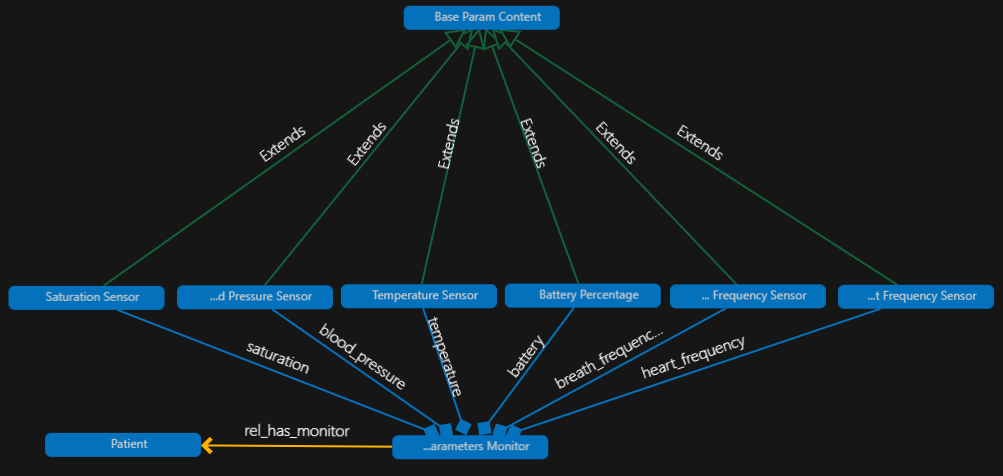 Base Param Content
Extends
Extends
Extends
Extends
Extends
Extends
Saturation Sensor
...d Pressure Sensor
Temperature Sensor
Battery Percentage
... Frequency Sensor
...t Frequency Sensor
saturation
blood_pressure
temperature
battery
breath_frequenc...
heart_frequency
Patient
rel_has_monitor
...arameters Monitor